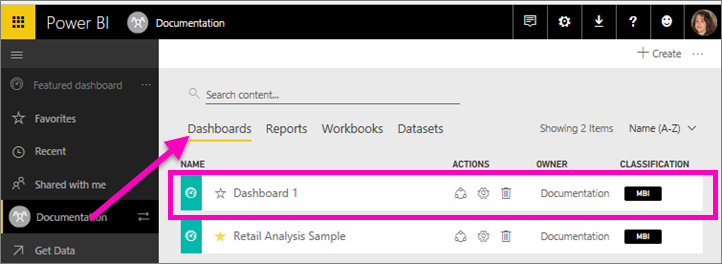 Power BI Documentation ?
+ Create ...
Featured dashboard ...
Search content...
Favorites
Dashboards Reports Workbooks Datasets Showing 2 Items Name (A-Z)
Recent
NAME ACTIONS OWNER CLASSIFICATION
Shared with me
Dashboard 1 Documentation MBI
Documentation
Retail Analysis Sample Documentation MBI
Get Data